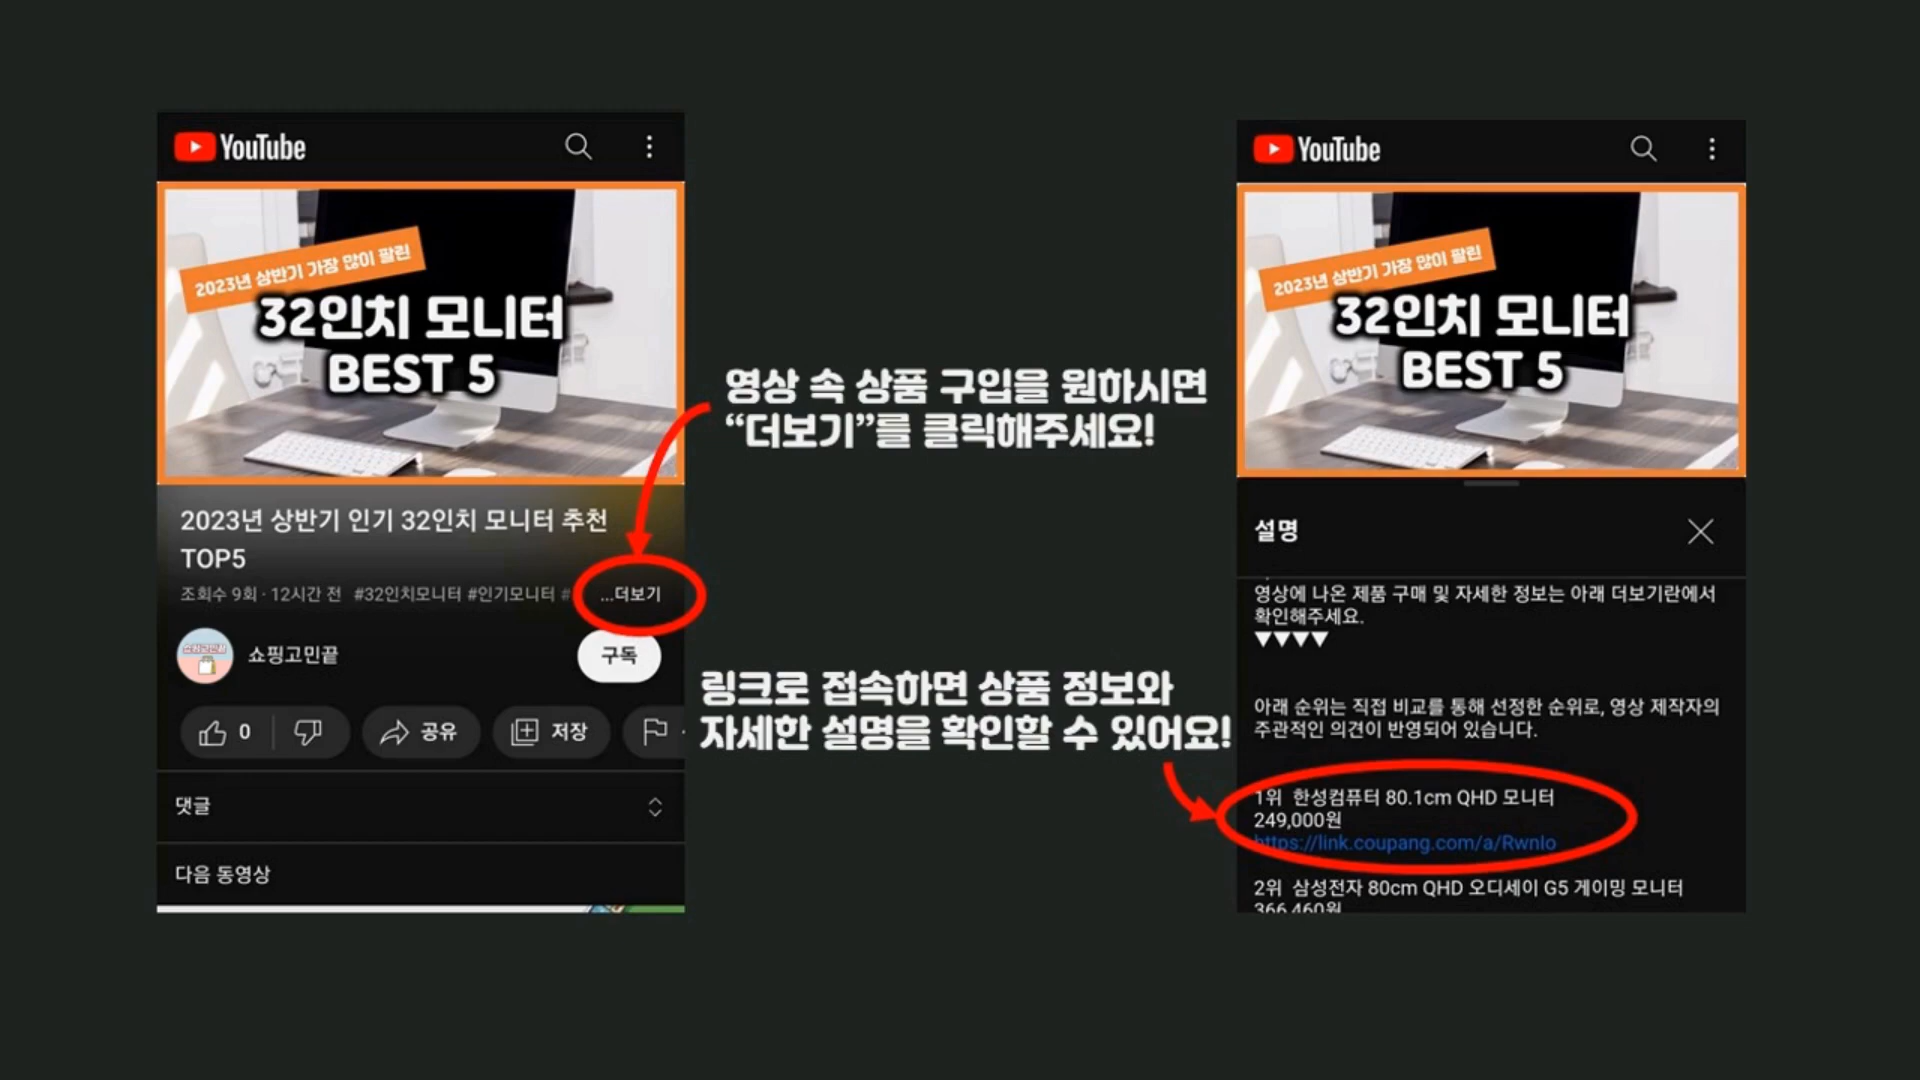 YouTube
2023년 상반기 가장 많이 팔린
32인치 모니터
BEST 5
2023년 상반기 인기 32인치 모니터 추천
TOP5
조회수 9회 · 12시간 전 #32인치모니터 #인기모니터 # ...더보기
쇼핑고민끝
쇼핑고민끝
구독
0
공유
저장
댓글
다음 동영상
영상 속 상품 구입을 원하시면
“더보기”를 클릭해주세요!
링크로 접속하면 상품 정보와
자세한 설명을 확인할 수 있어요!
YouTube
2023년 상반기 가장 많이 팔린
32인치 모니터
BEST 5
설명
영상에 나온 제품 구매 및 자세한 정보는 아래 더보기란에서
확인해주세요.
▼▼▼▼
아래 순위는 직접 비교를 통해 선정한 순위로, 영상 제작자의
주관적인 의견이 반영되어 있습니다.
1위 한성컴퓨터 80.1cm QHD 모니터
249,000원
https://link.coupang.com/a/RwnIo
2위 삼성전자 80cm QHD 오디세이 G5 게이밍 모니터
366,460원